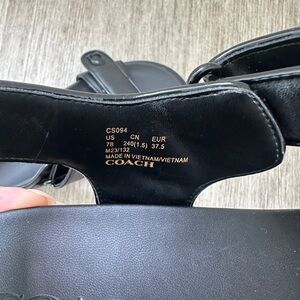 CS094
US CN EUR
7B 240(1.5) 37.5
M23/132
MADE IN VIETNAM/VIETNAM
COACH